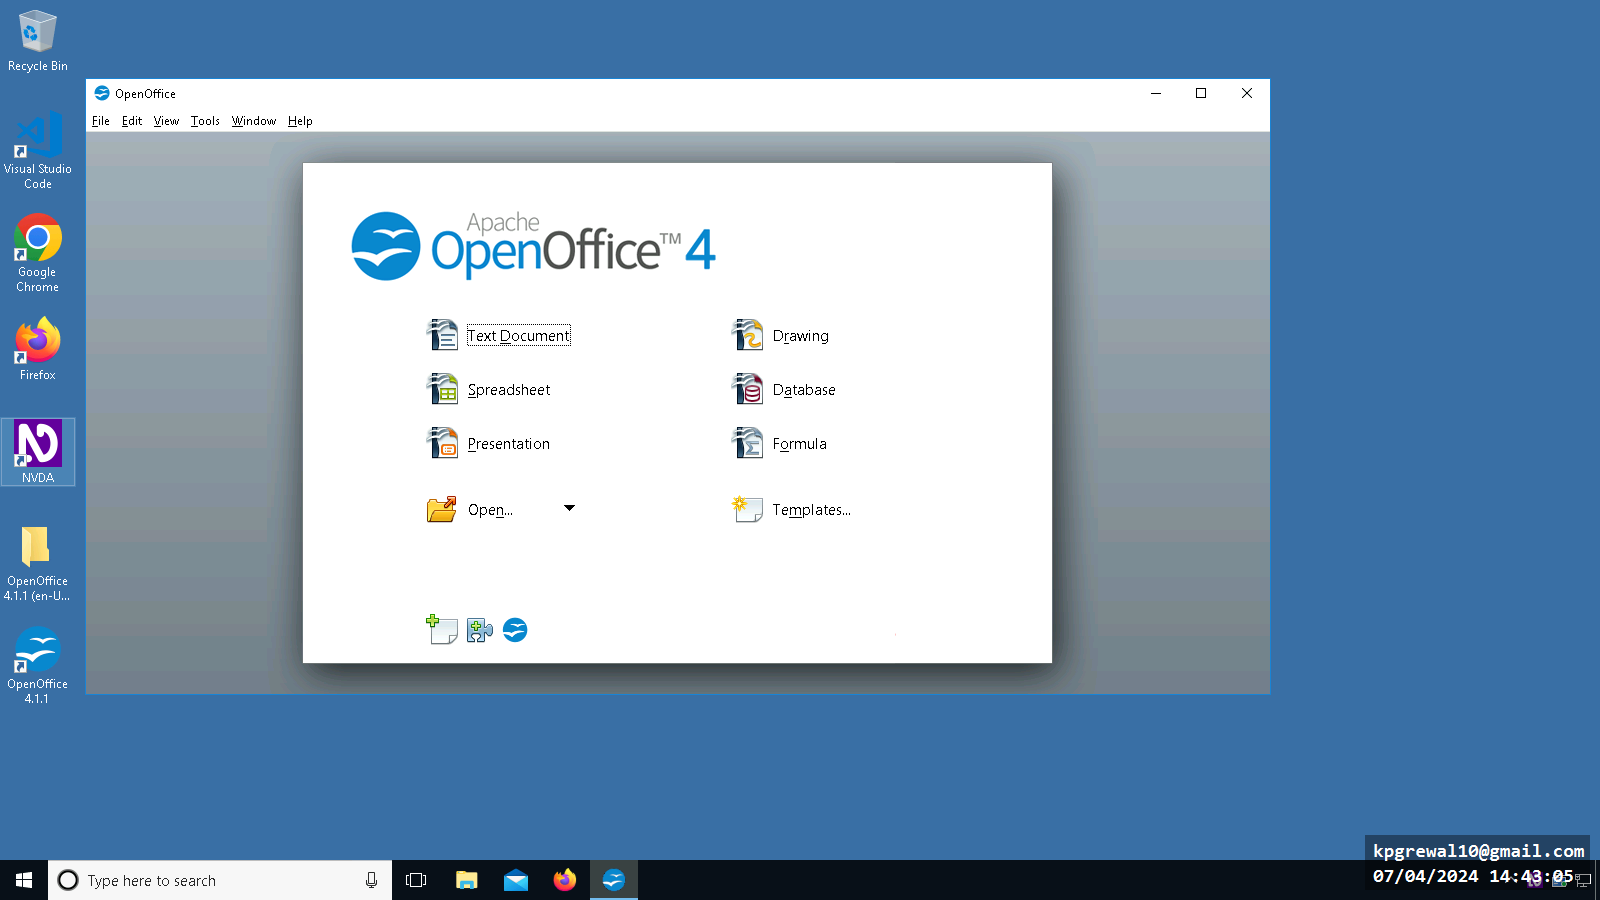 Recycle Bin
Visual Studio
Code
Google
Chrome
Firefox
NVDA
OpenOffice
4.1.1 (en-U...
OpenOffice
4.1.1
OpenOffice
File Edit View Tools Window Help
Apache
OpenOffice™ 4
Text Document
Drawing
Spreadsheet
Database
Presentation
Formula
Open...
Templates...
Type here to search
kpgrewal10@gmail.com
07/04/2024 14:43:05